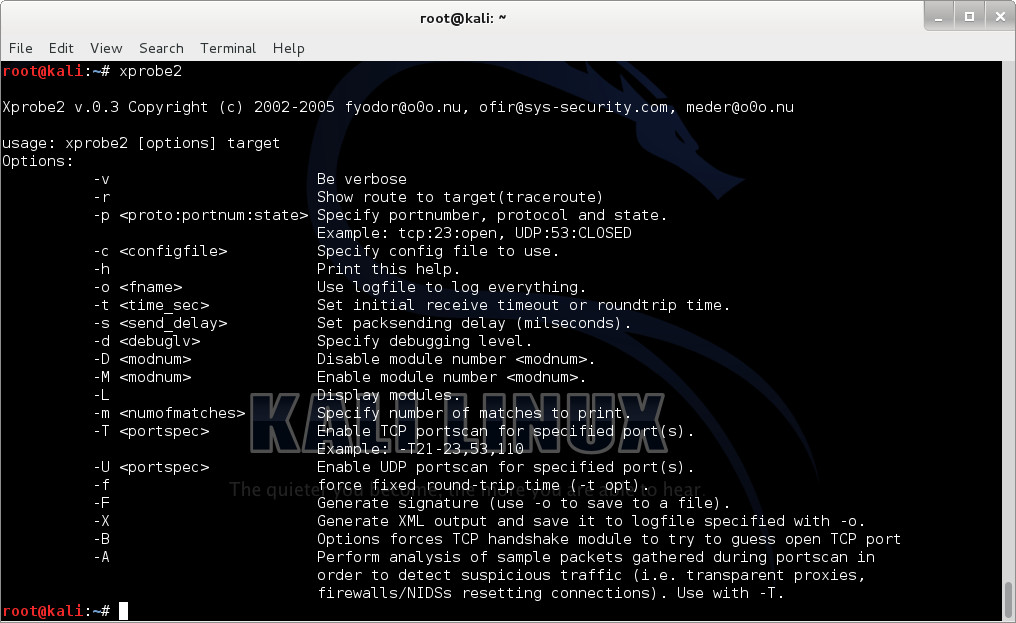 root@kali: ~
File Edit View Search Terminal Help
root@kali:~# xprobe2
Xprobe2 v.0.3 Copyright (c) 2002-2005 fyodor@o0o.nu, ofir@sys-security.com, meder@o0o.nu
usage: xprobe2 [options] target
Options:
-v Be verbose
-r Show route to target(traceroute)
-p <proto:portnum:state> Specify portnumber, protocol and state.
Example: tcp:23:open, UDP:53:CLOSED
-c <configfile> Specify config file to use.
-h Print this help.
-o <fname> Use logfile to log everything.
-t <time_sec> Set initial receive timeout or roundtrip time.
-s <send_delay> Set packsending delay (milseconds).
-d <debuglv> Specify debugging level.
-D <modnum> Disable module number <modnum>.
-M <modnum> Enable module number <modnum>.
-L Display modules.
-m <numofmatches> Specify number of matches to print.
-T <portspec> Enable TCP portscan for specified port(s).
Example: -T21-23,53,110
-U <portspec> Enable UDP portscan for specified port(s).
-f force fixed round-trip time (-t opt).
-F Generate signature (use -o to save to a file).
-X Generate XML output and save it to logfile specified with -o.
-B Options forces TCP handshake module to try to guess open TCP port
-A Perform analysis of sample packets gathered during portscan in
order to detect suspicious traffic (i.e. transparent proxies,
firewalls/NIDSs resetting connections). Use with -T.
root@kali:~#
KALI LINUX
The quieter you become, the more you are able to hear